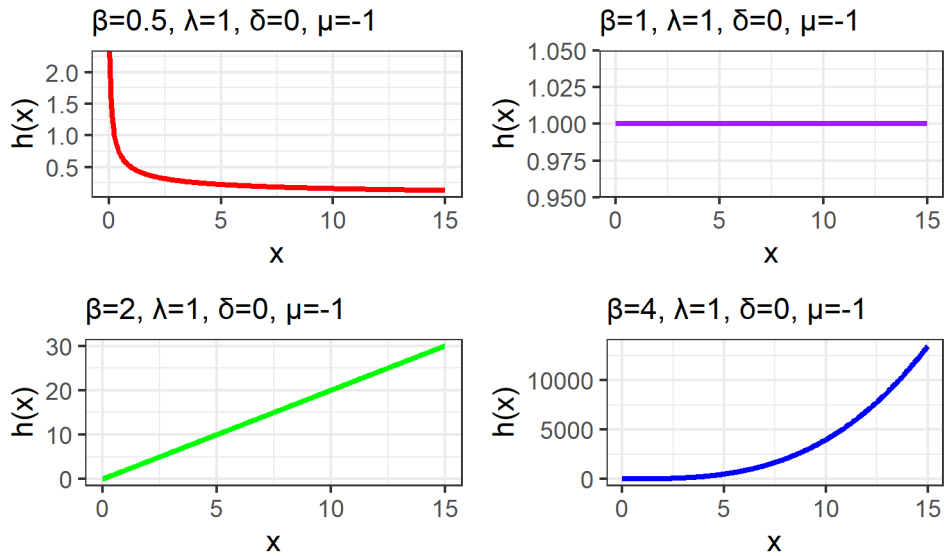 β=0.5, λ=1, δ=0, μ=-1
h(x)
2.0
1.5
1.0
0.5
0 5 10 15
x
β=1, λ=1, δ=0, μ=-1
h(x)
1.050
1.025
1.000
0.975
0.950
0 5 10 15
x
β=2, λ=1, δ=0, μ=-1
h(x)
30
20
10
0
0 5 10 15
x
β=4, λ=1, δ=0, μ=-1
h(x)
10000
5000
0
0 5 10 15
x